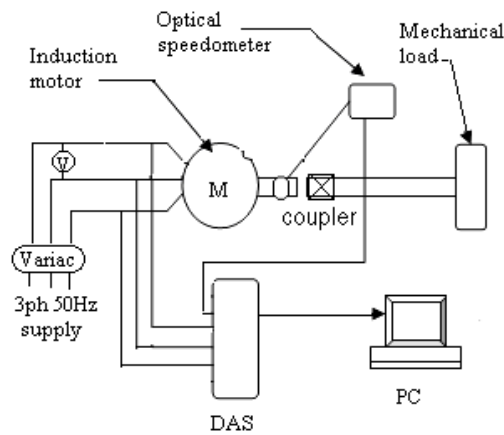 Optical
speedometer
Induction
motor
Mechanical
load
V
M
coupler
Variac
3ph 50Hz
supply
DAS
PC